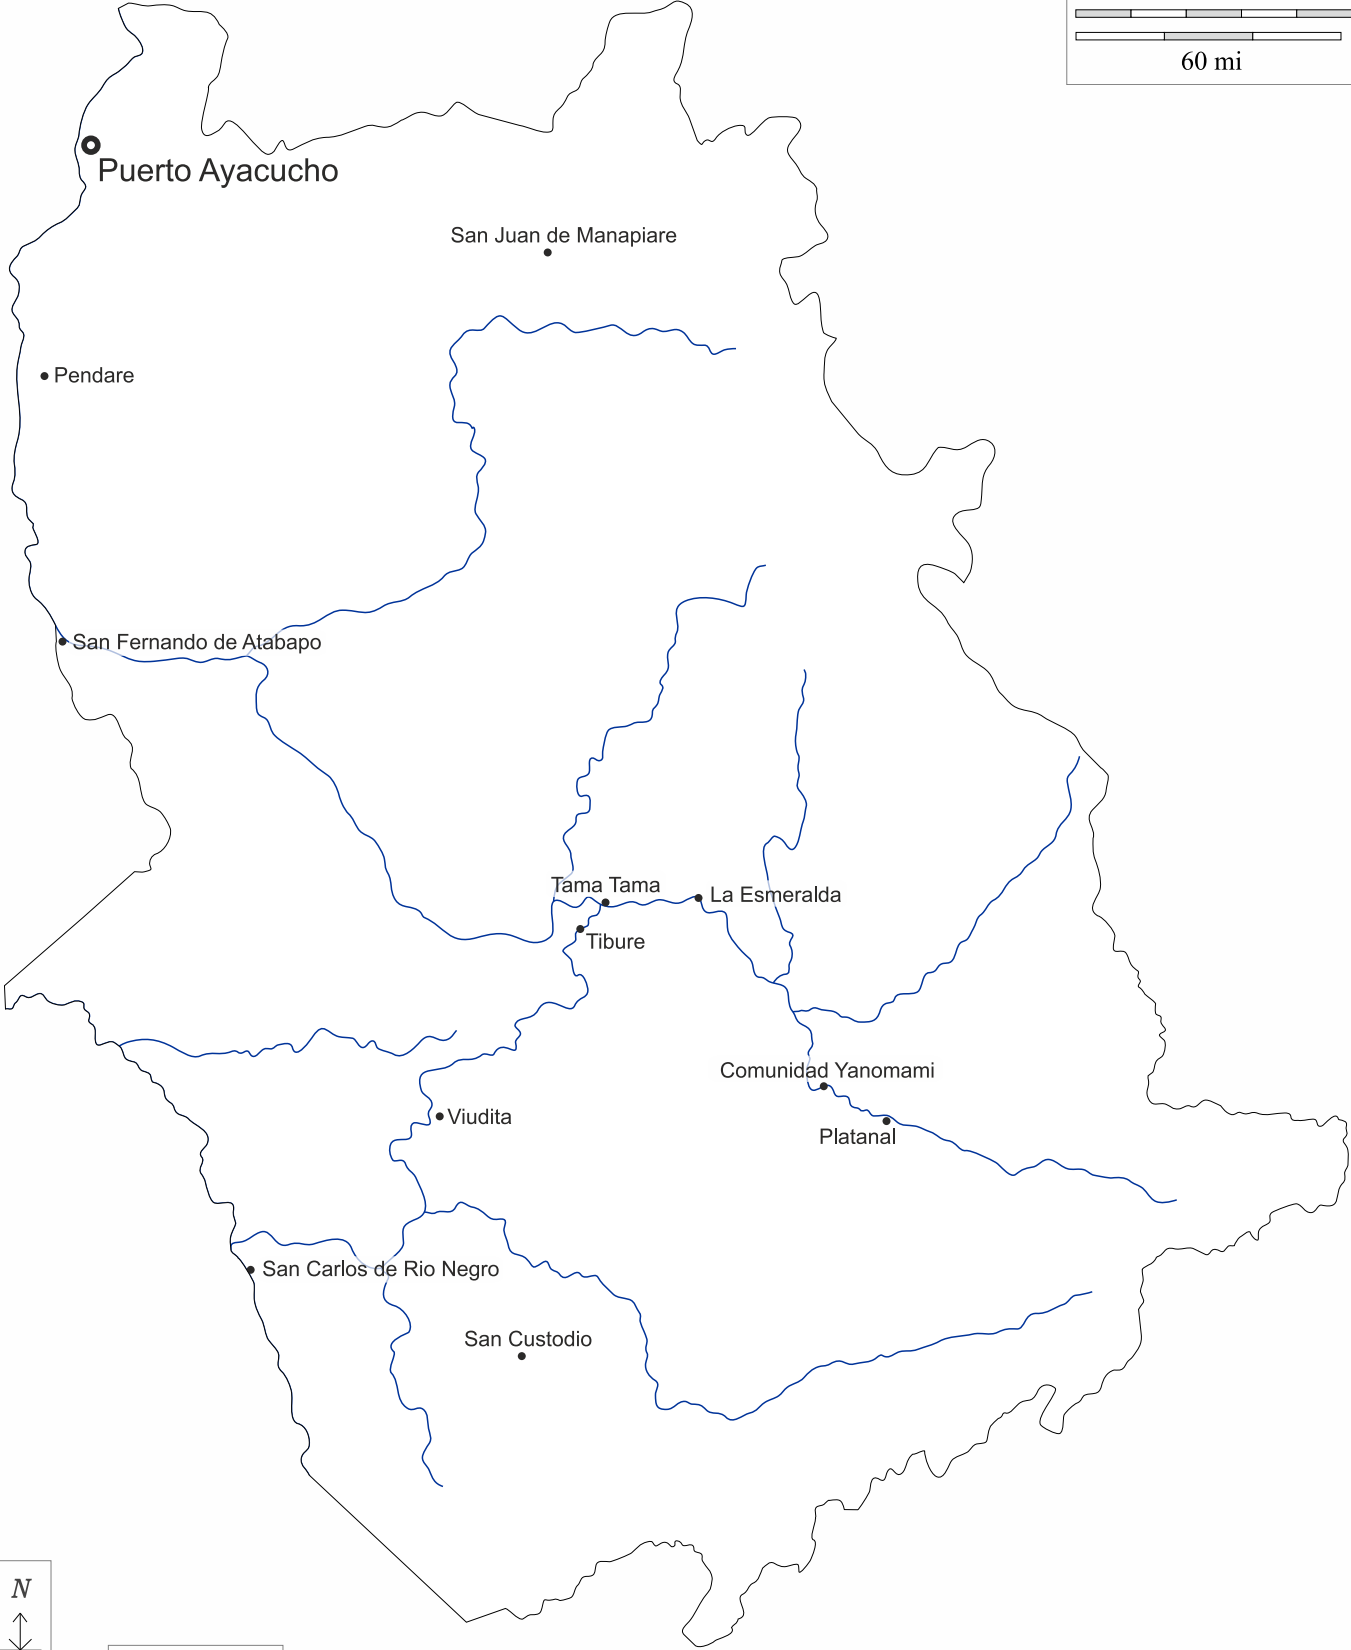 60 mi
Puerto Ayacucho
San Juan de Manapiare
Pendare
San Fernando de Atabapo
Tama Tama
La Esmeralda
Tibure
Comunidad Yanomami
Viudita
Platanal
San Carlos de Rio Negro
San Custodio
N